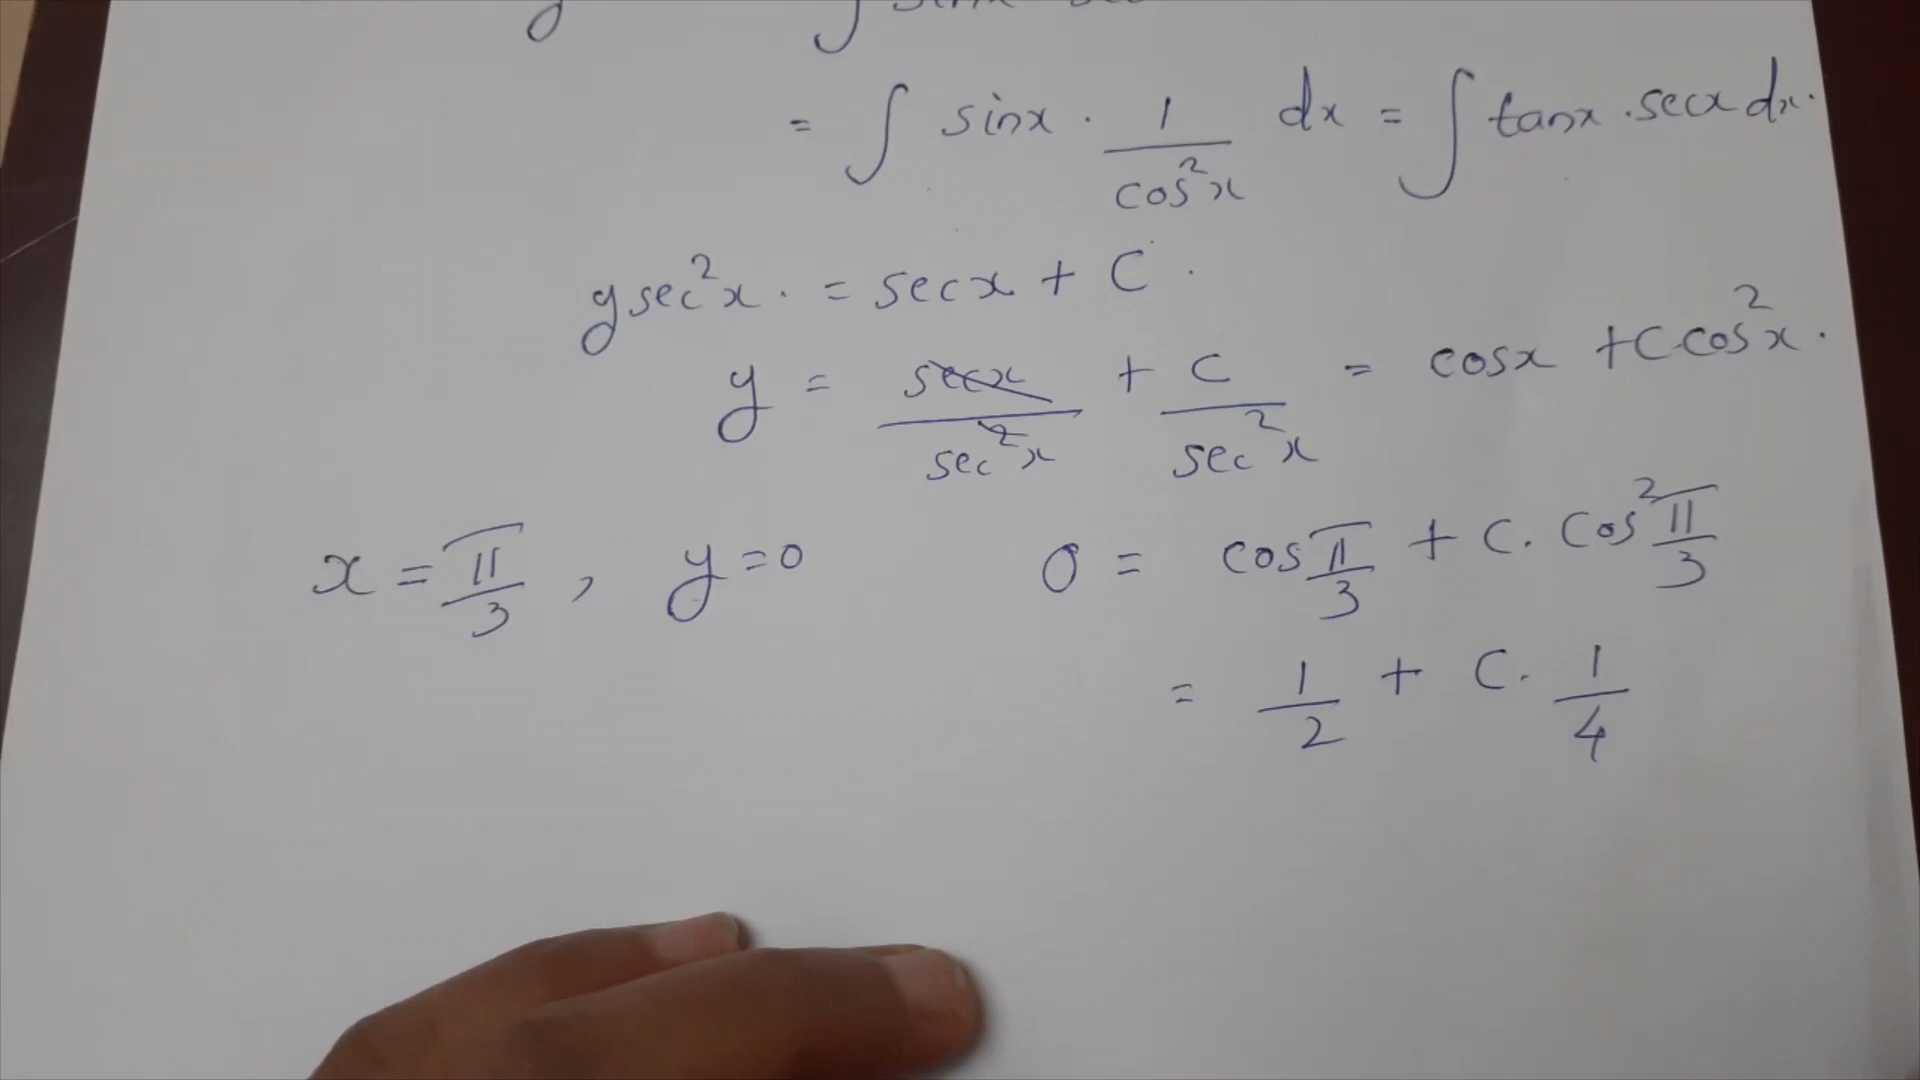 = ∫ sinx · 1/cos²x dx = ∫ tanx · secx dx.
y sec²x. = secx + C.
y = secx/sec²x + C/sec²x = cosx + C cos²x.
x = π/3, y = 0 0 = cos π/3 + C. cos² π/3
= 1/2 + C. 1/4